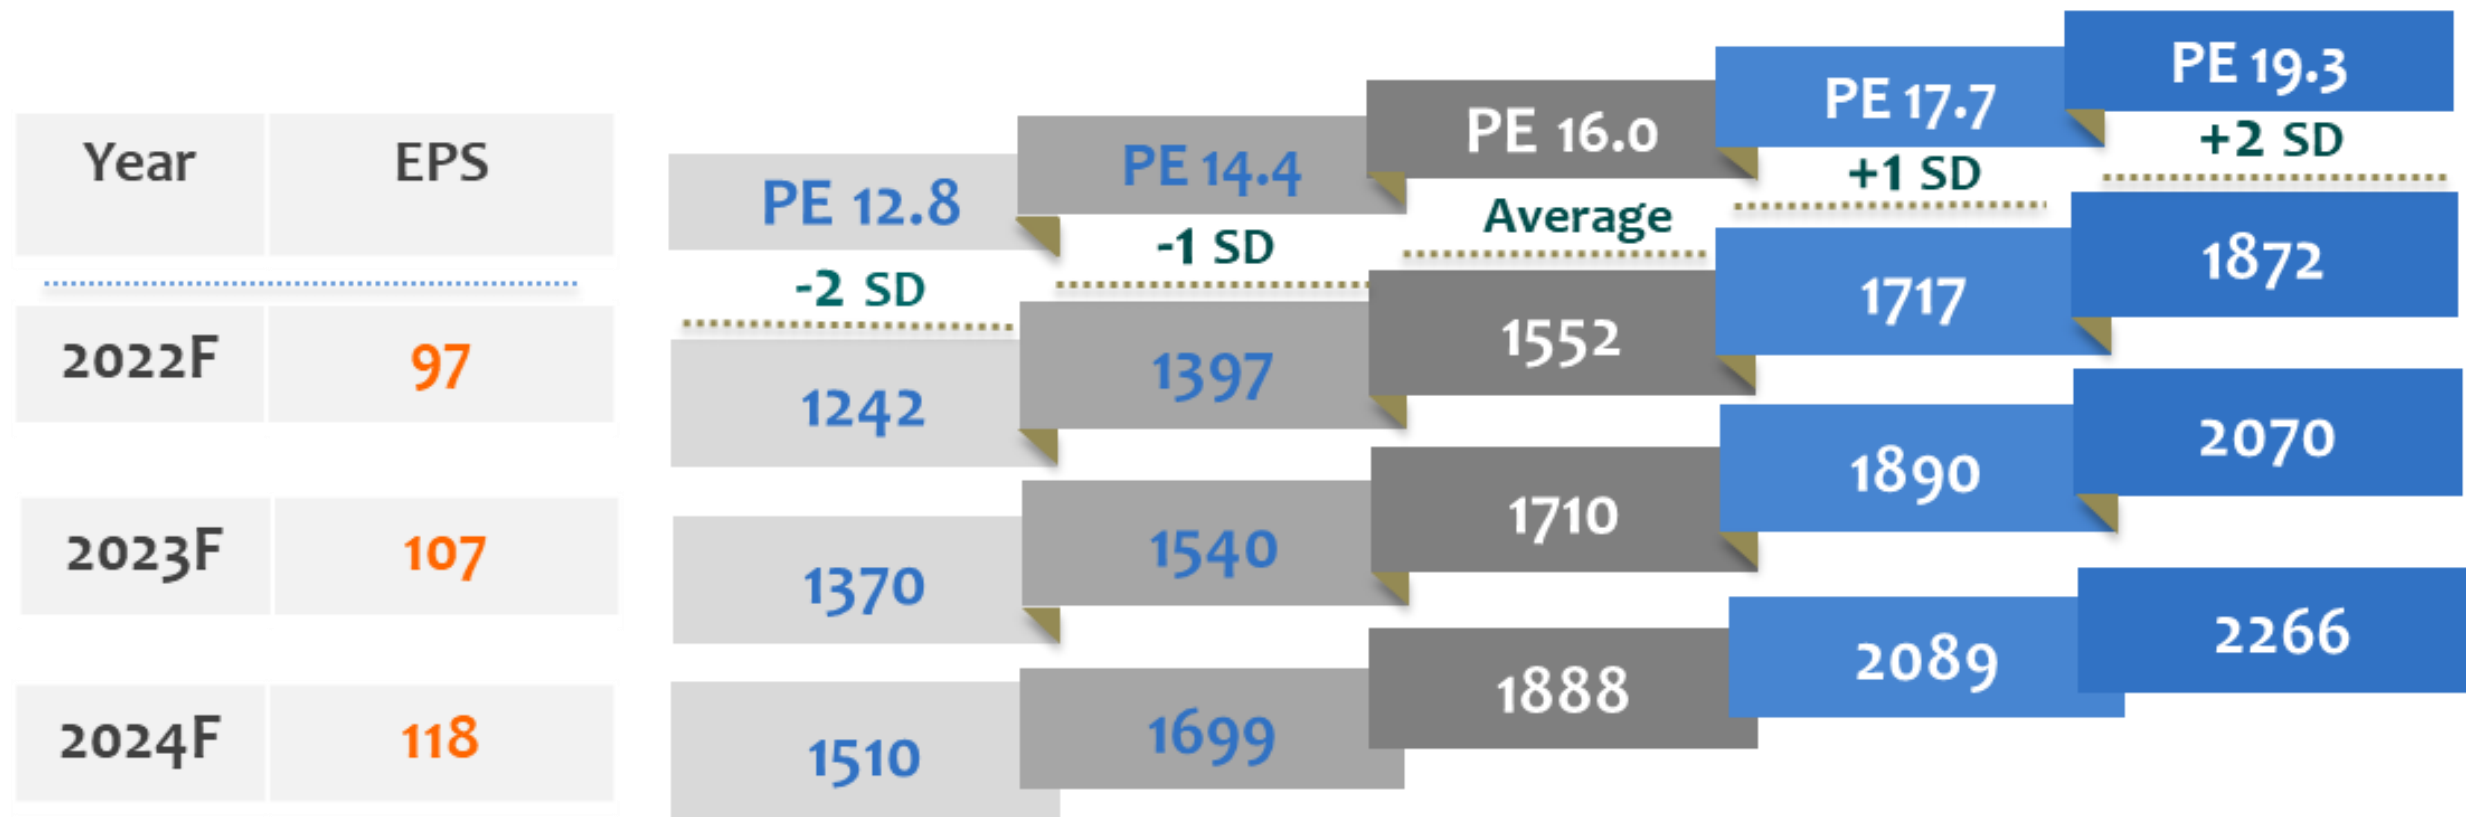 Year EPS PE 12.8 PE 14.4 PE 16.0 PE 17.7 PE 19.3
-2 SD -1 SD Average +1 SD +2 SD
2022F 97 1242 1397 1552 1717 1872
2023F 107 1370 1540 1710 1890 2070
2024F 118 1510 1699 1888 2089 2266